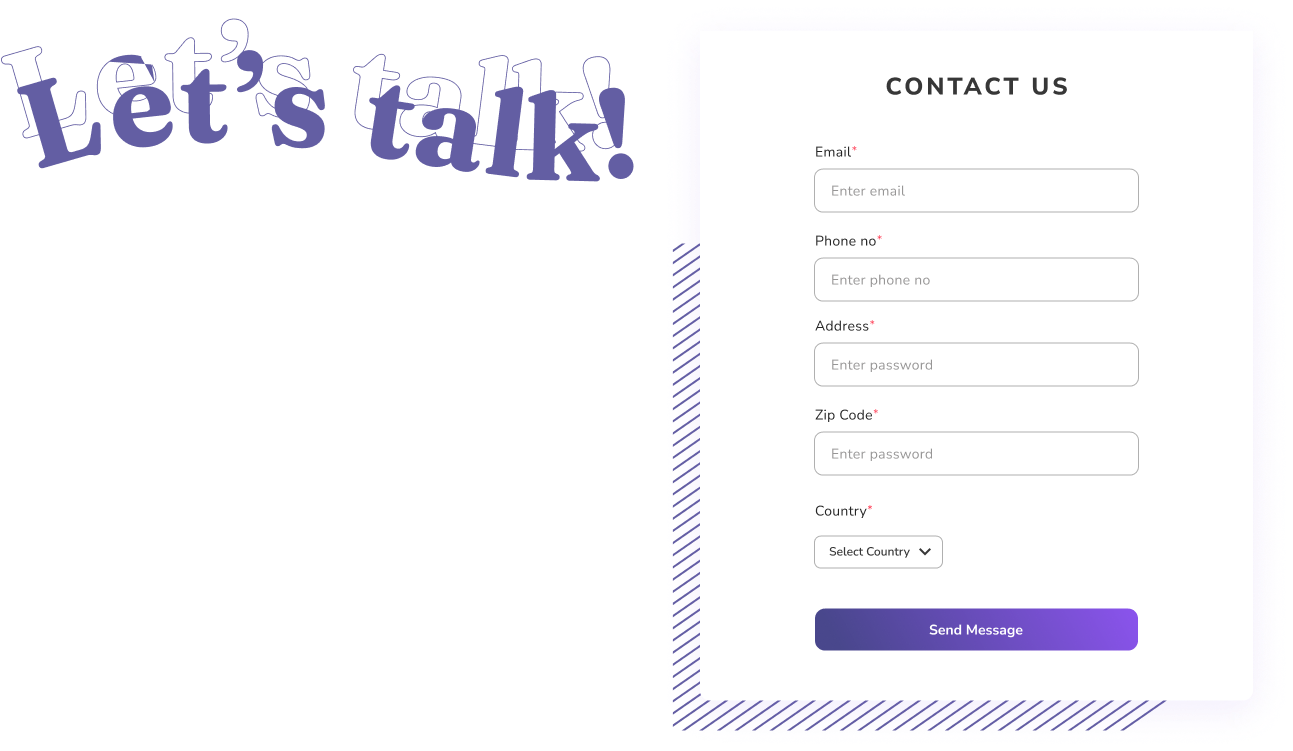 Let's talk!
CONTACT US
Email*
Enter email
Phone no*
Enter phone no
Address*
Enter password
Zip Code*
Enter password
Country*
Select Country
Send Message